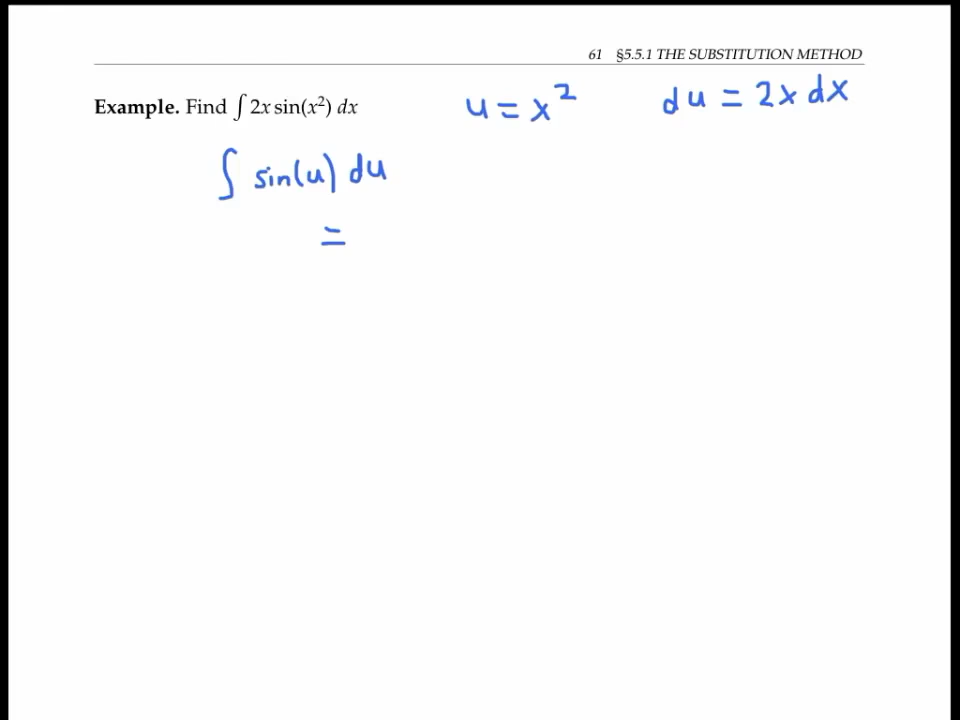 61 §5.5.1 THE SUBSTITUTION METHOD
Example. Find ∫ 2x sin(x²) dx u = x² du = 2x dx
∫ sin(u) du
=